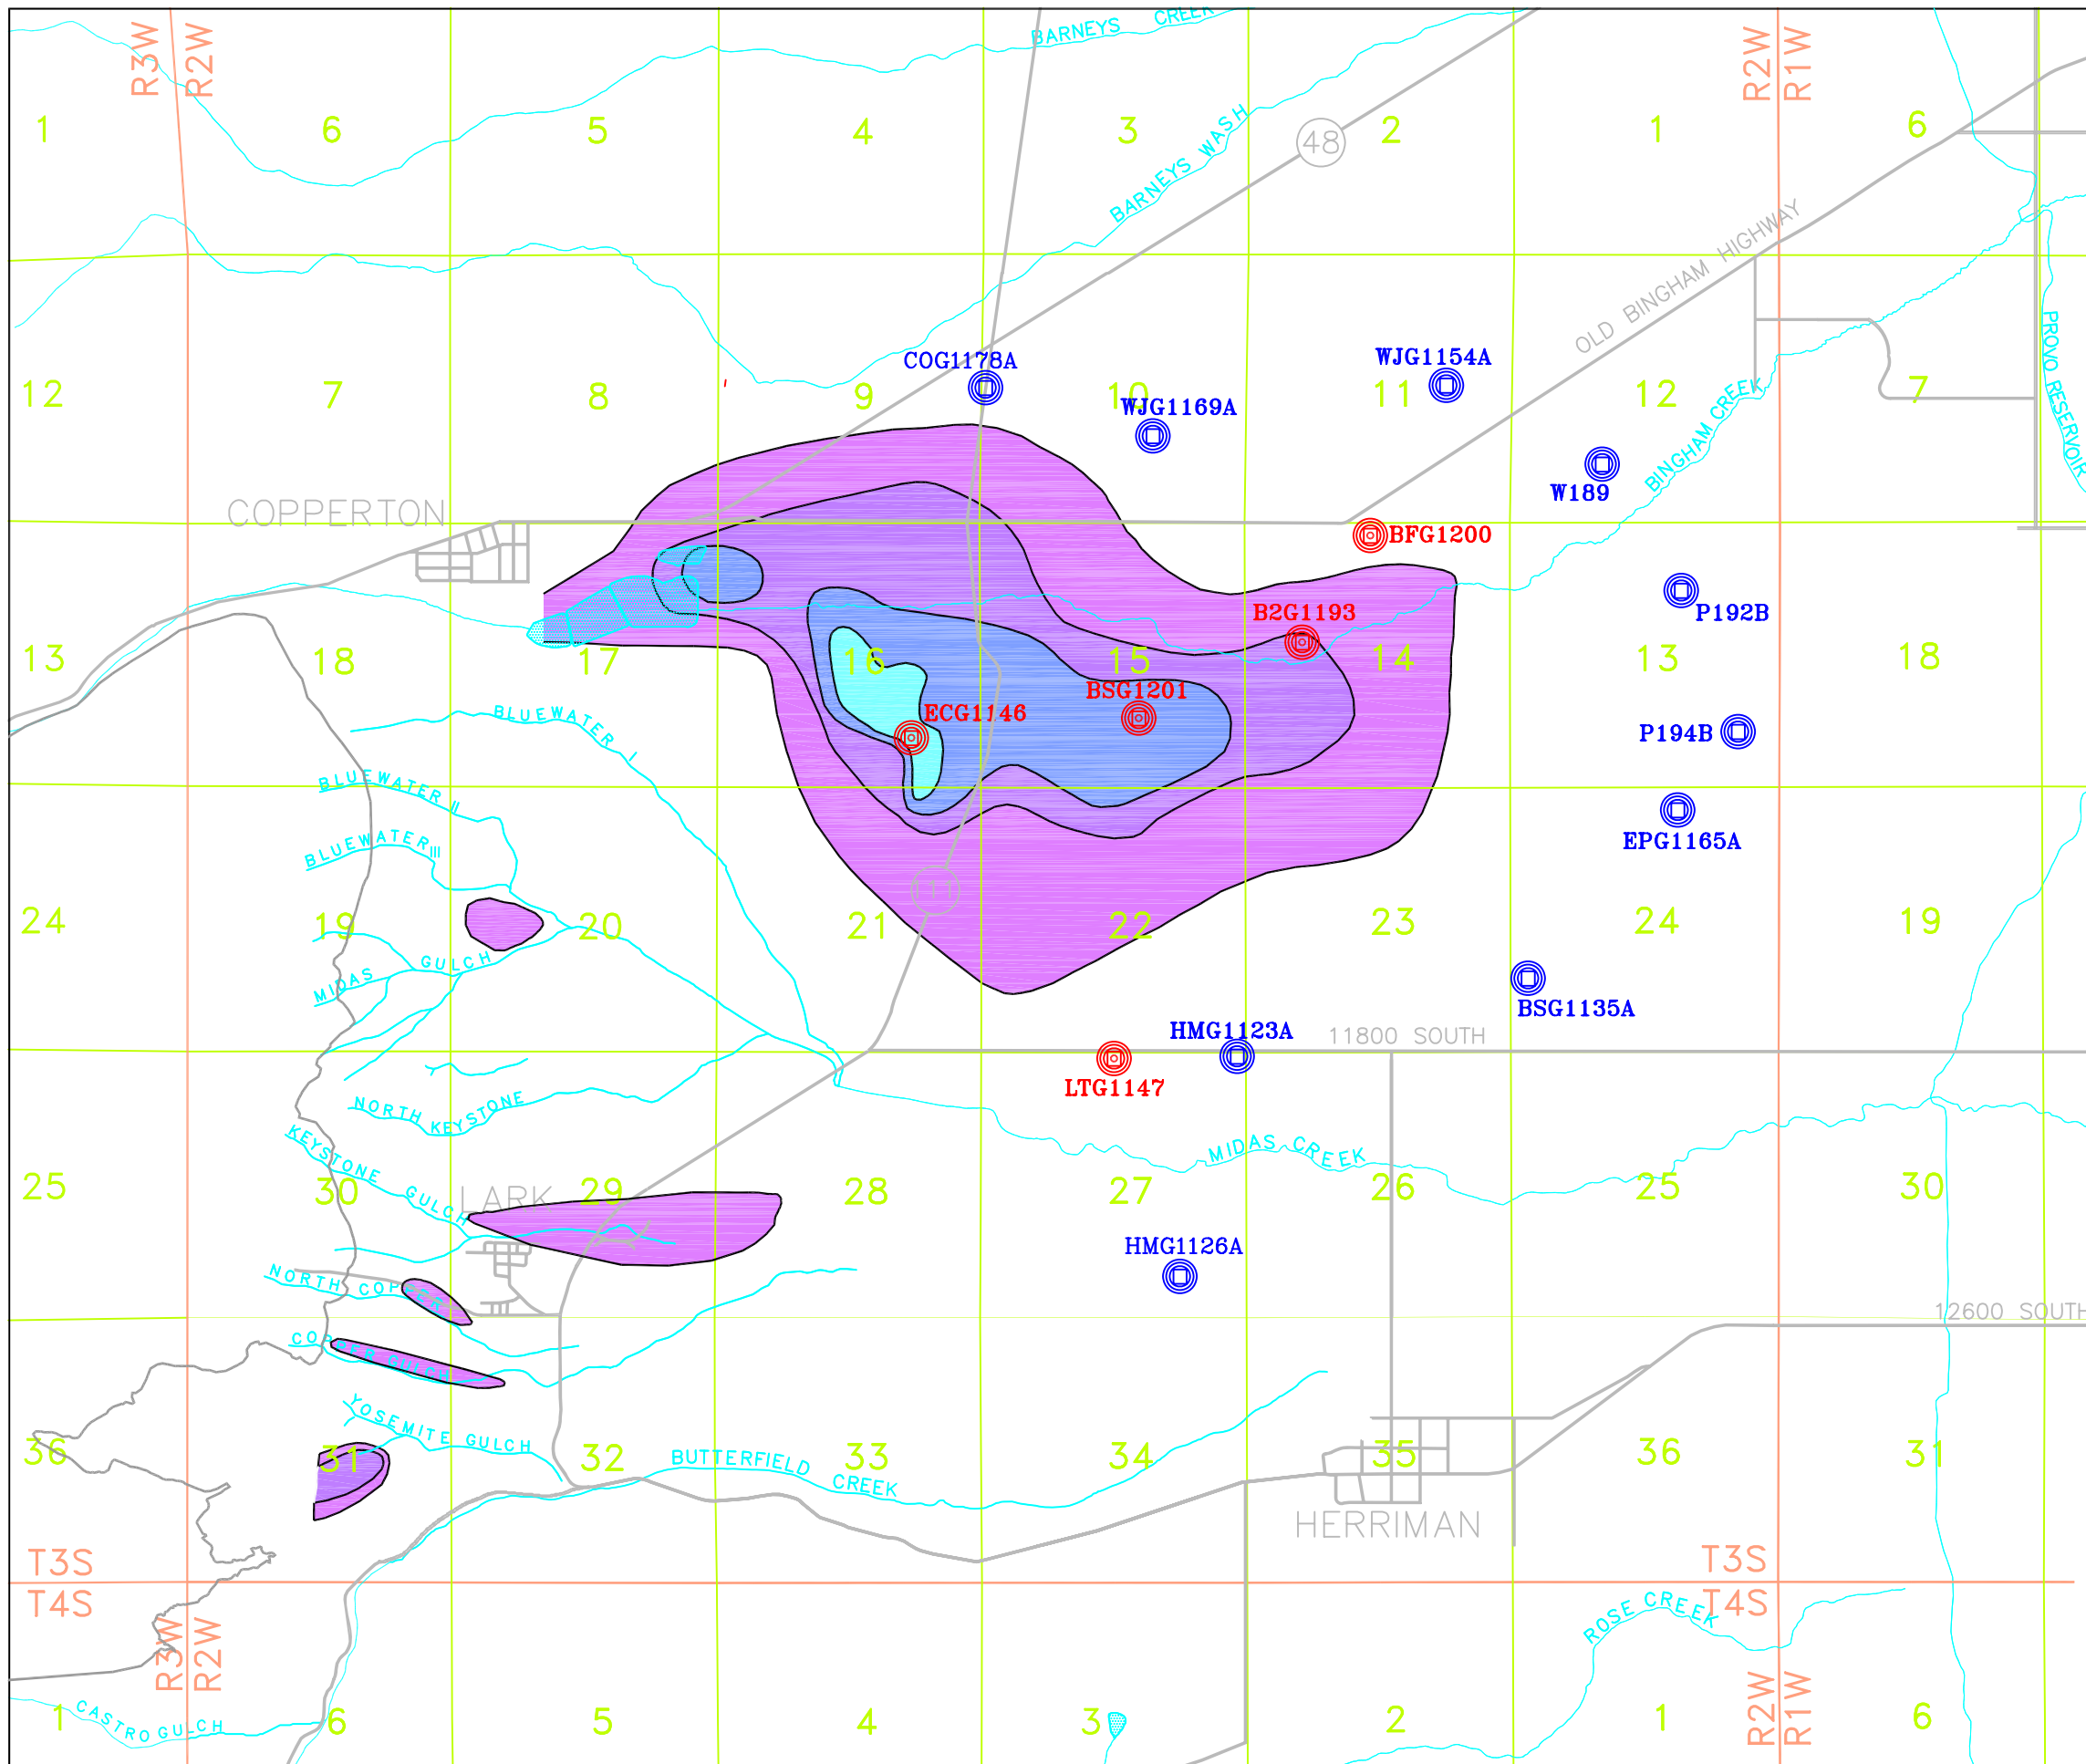 BARNEYS CREEK
R3W
R2W
R2W
R1W
1
6
5
4
3
2
1
6
48
BARNEYS WASH
OLD BINGHAM HIGHWAY
PROVO RESERVOIR
COG1178A
WJG1154A
12
7
8
9
10
11
12
7
WJG1169A
BINGHAM CREEK
W189
COPPERTON
BFG1200
P192B
B2G1193
13
18
17
16
15
14
13
18
BSG1201
ECG1146
P194B
BLUEWATER I
BLUEWATER II
BLUEWATER III
EPG1165A
111
24
19
20
21
22
23
24
19
MIDAS GULCH
BSG1135A
HMG1123A
11800 SOUTH
LTG1147
NORTH KEYSTONE
KEYSTONE GULCH
MIDAS CREEK
25
30
29
28
27
26
25
30
LARK
HMG1126A
NORTH COPPER
12600 SOUTH
COPPER GULCH
YOSEMITE GULCH
36
31
32
33
34
35
36
31
BUTTERFIELD CREEK
HERRIMAN
T3S
T4S
T3S
T4S
ROSE CREEK
R3W
R2W
R2W
R1W
1
6
5
4
3
2
1
6
CASTRO GULCH